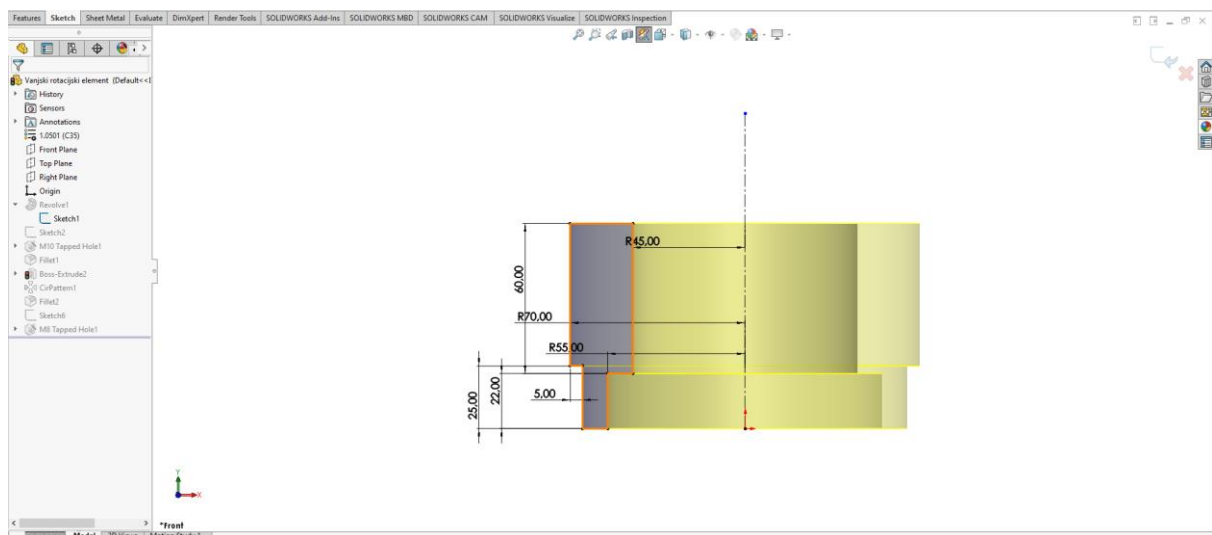 Features Sketch Sheet Metal Evaluate DimXpert Render Tools SOLIDWORKS Add-Ins SOLIDWORKS MBD SOLIDWORKS CAM SOLIDWORKS Visualize SOLIDWORKS Inspection
Vanjski rotacijski element (Default<<
History
Sensors
Annotations
1.0501 (C35)
Front Plane
Top Plane
Right Plane
Origin
Revolve1
Sketch1
Sketch2
M10 Tapped Hole1
Fillet1
Boss-Extrude2
CirPattern1
Fillet2
Sketch6
M8 Tapped Hole1
R45,00
60,00
R70,00
R55,00
5,00
22,00
25,00
Y
X
*Front
Model 3D Views Motion Study